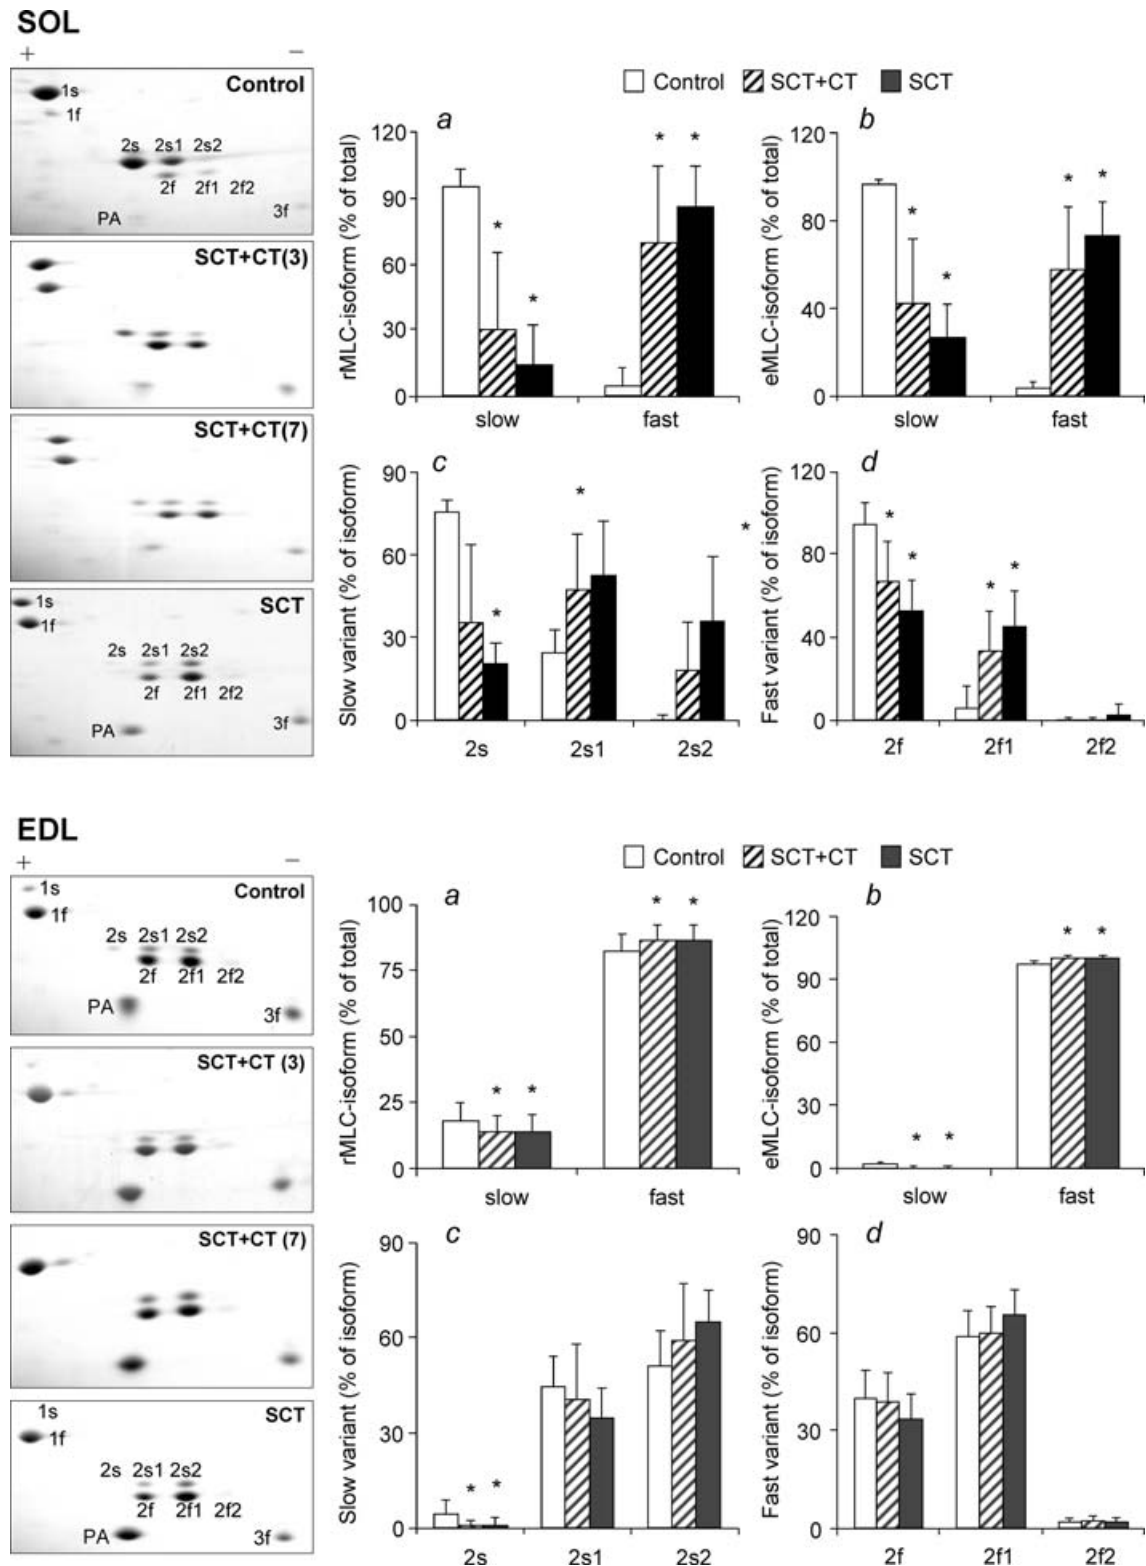 SOL
+ −
Control
1s
1f
2s 2s1 2s2
2f 2f1 2f2
PA
3f
SCT+CT(3)
SCT+CT(7)
SCT
1s
1f
2s 2s1 2s2
2f 2f1 2f2
PA
3f
Control SCT+CT SCT
a
rMLC-isoform (% of total)
120
90
60
30
0
* * * *
slow fast
b
eMLC-isoform (% of total)
120
80
40
0
* * * *
slow fast
c
Slow variant (% of isoform)
90
60
30
0
* * *
2s 2s1 2s2
d
Fast variant (% of isoform)
120
80
40
0
* * * *
2f 2f1 2f2
EDL
+ −
Control
1s
1f
2s 2s1 2s2
2f 2f1 2f2
PA
3f
SCT+CT (3)
SCT+CT (7)
SCT
1s
1f
2s 2s1 2s2
2f 2f1 2f2
PA
3f
Control SCT+CT SCT
a
rMLC-isoform (% of total)
100
75
50
25
0
* * * *
slow fast
b
eMLC-isoform (% of total)
120
90
60
30
0
* * * *
slow fast
c
Slow variant (% of isoform)
90
60
30
0
* *
2s 2s1 2s2
d
Fast variant (% of isoform)
90
60
30
0
2f 2f1 2f2